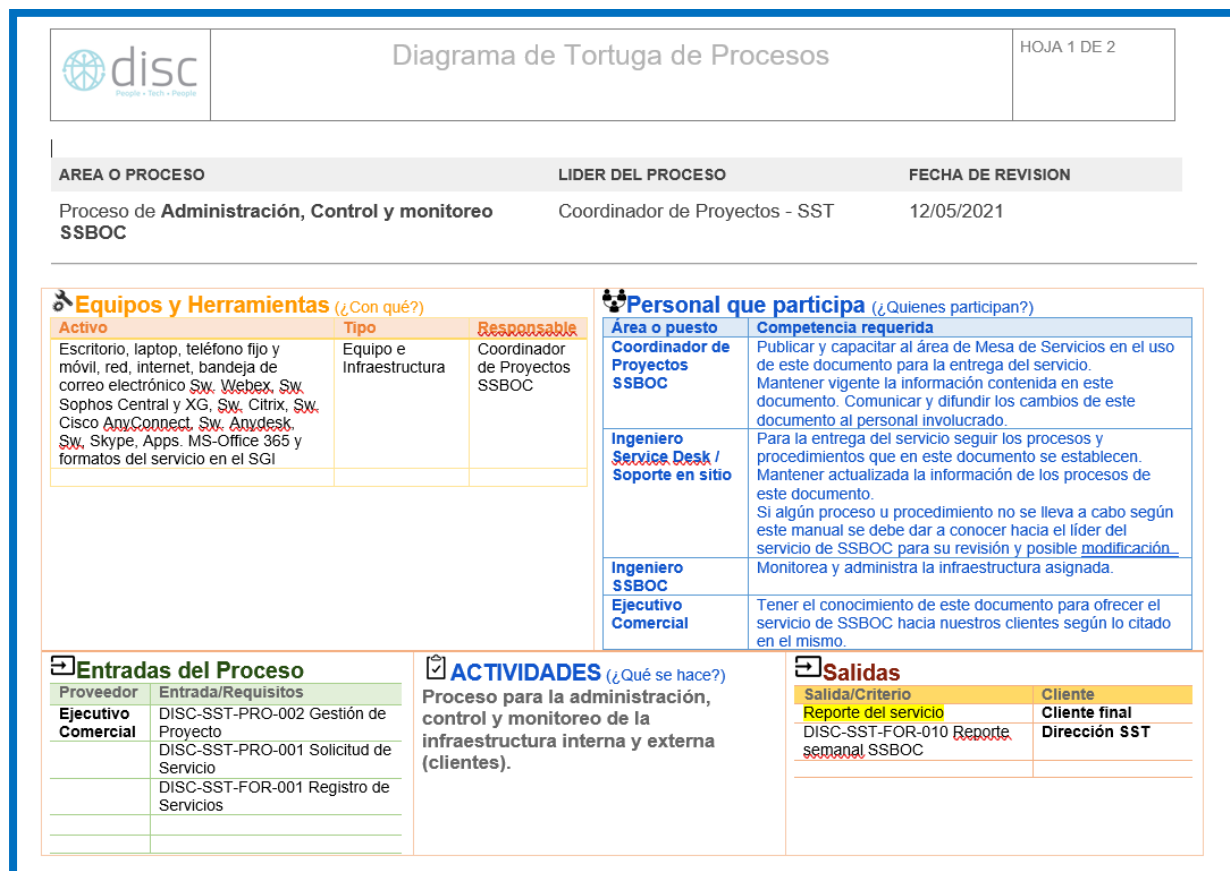 disc
People • Tech • People
Diagrama de Tortuga de Procesos
HOJA 1 DE 2
AREA O PROCESO
LIDER DEL PROCESO
FECHA DE REVISION
Proceso de Administración, Control y monitoreo
SSBOC
Coordinador de Proyectos - SST
12/05/2021
Equipos y Herramientas (¿Con qué?)
Activo
Tipo
Responsable
Escritorio, laptop, teléfono fijo y
móvil, red, internet, bandeja de
correo electrónico Sw. Webex, Sw.
Sophos Central y XG, Sw. Citrix, Sw.
Cisco AnyConnect, Sw. Anydesk,
Sw, Skype, Apps. MS-Office 365 y
formatos del servicio en el SGI
Equipo e
Infraestructura
Coordinador
de Proyectos
SSBOC
Personal que participa (¿Quienes participan?)
Área o puesto
Competencia requerida
Coordinador de
Proyectos
SSBOC
Publicar y capacitar al área de Mesa de Servicios en el uso
de este documento para la entrega del servicio.
Mantener vigente la información contenida en este
documento. Comunicar y difundir los cambios de este
documento al personal involucrado.
Ingeniero
Service Desk /
Soporte en sitio
Para la entrega del servicio seguir los procesos y
procedimientos que en este documento se establecen.
Mantener actualizada la información de los procesos de
este documento.
Si algún proceso u procedimiento no se lleva a cabo según
este manual se debe dar a conocer hacia el líder del
servicio de SSBOC para su revisión y posible modificación
Ingeniero
SSBOC
Monitorea y administra la infraestructura asignada.
Ejecutivo
Comercial
Tener el conocimiento de este documento para ofrecer el
servicio de SSBOC hacia nuestros clientes según lo citado
en el mismo.
Entradas del Proceso
Proveedor
Entrada/Requisitos
Ejecutivo
Comercial
DISC-SST-PRO-002 Gestión de
Proyecto
DISC-SST-PRO-001 Solicitud de
Servicio
DISC-SST-FOR-001 Registro de
Servicios
ACTIVIDADES (¿Qué se hace?)
Proceso para la administración,
control y monitoreo de la
infraestructura interna y externa
(clientes).
Salidas
Salida/Criterio
Cliente
Reporte del servicio
Cliente final
DISC-SST-FOR-010 Reporte
semanal SSBOC
Dirección SST